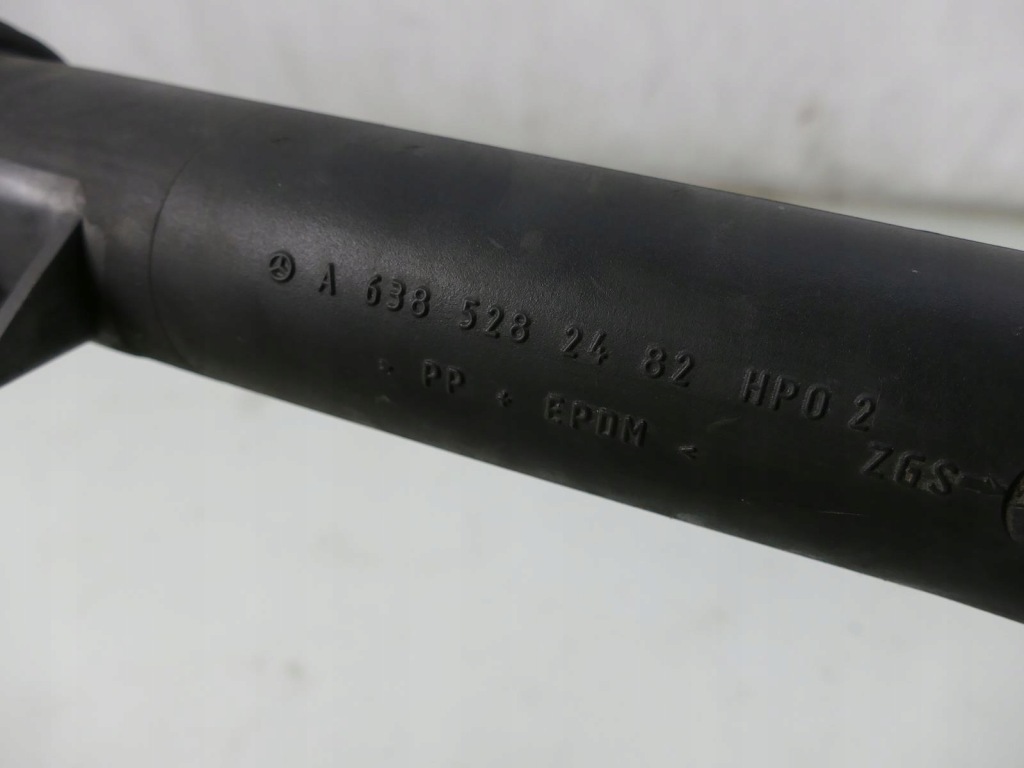 A 638 528 24 82 HPO 2
> PP + EPDM <
ZGS